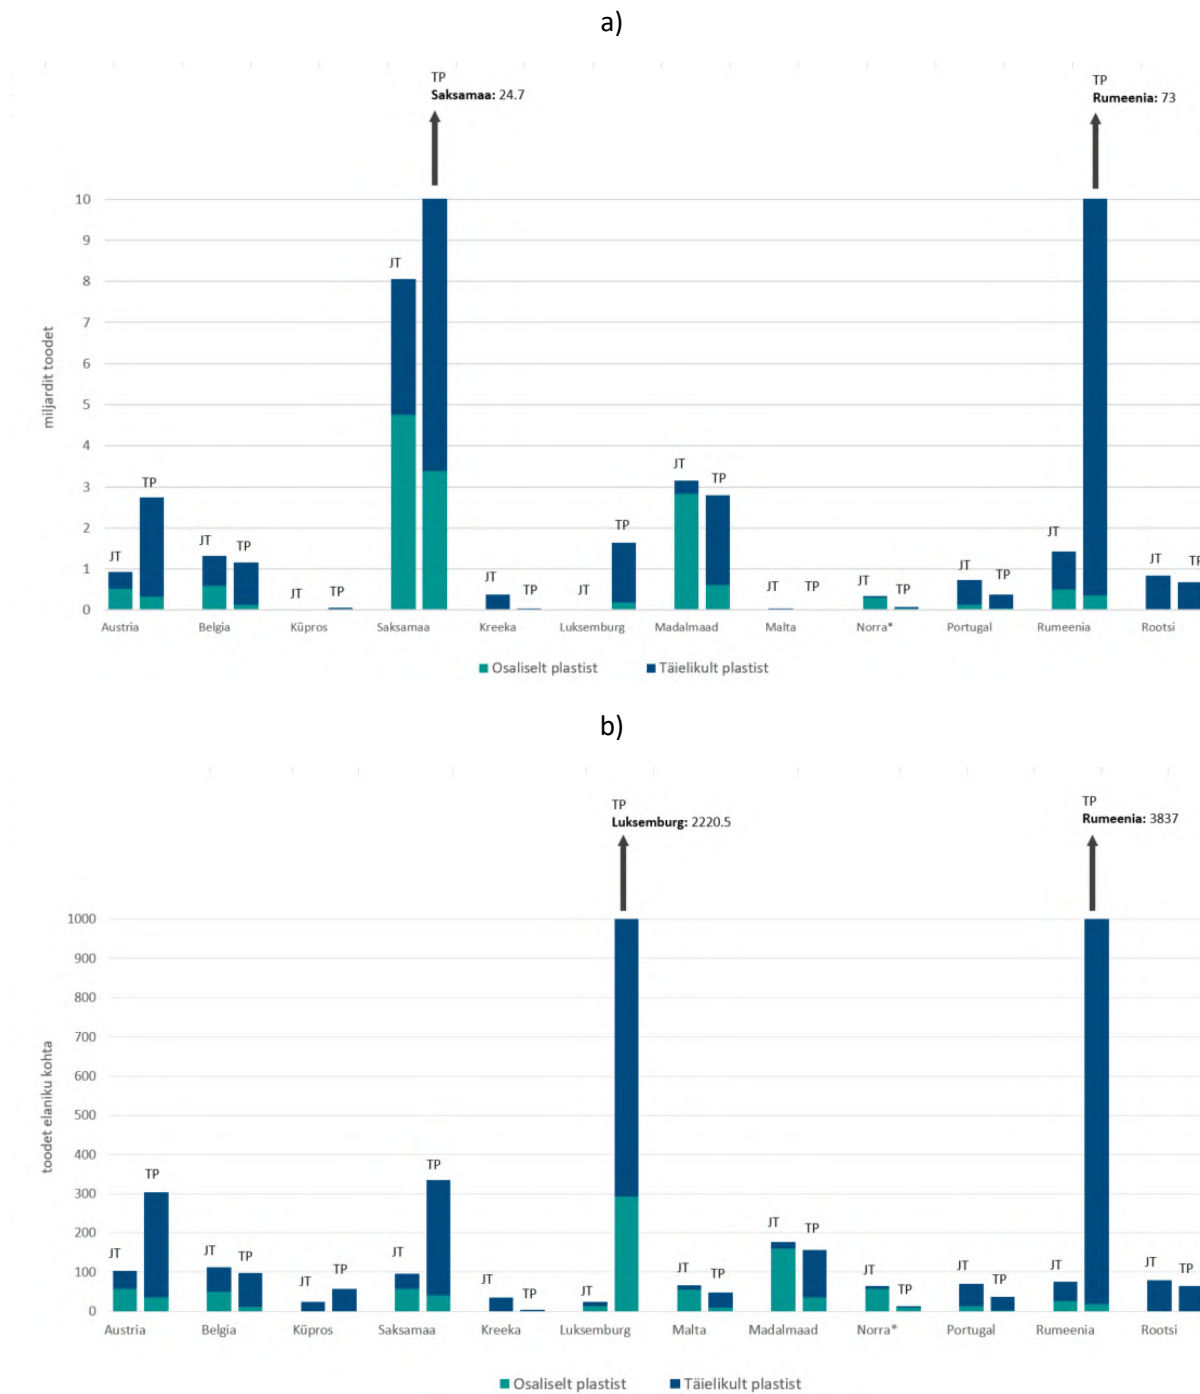 a)
TP
Saksamaa: 24.7
TP
Rumeenia: 73
miljardit toodet
10
9
8
7
6
5
4
3
2
1
0
JT
TP
JT
TP
JT
TP
JT
JT
TP
JT
TP
JT
TP
JT
TP
JT
TP
JT
TP
JT
JT
TP
Austria
Belgia
Küpros
Saksamaa
Kreeka
Luksemburg
Madalmaad
Malta
Norra*
Portugal
Rumeenia
Rootsi
Osaliselt plastist
Täielikult plastist
b)
TP
Luksemburg: 2220.5
TP
Rumeenia: 3837
toodet elaniku kohta
1000
900
800
700
600
500
400
300
200
100
0
JT
TP
JT
TP
JT
TP
JT
TP
JT
TP
JT
JT
TP
JT
TP
JT
TP
JT
TP
JT
JT
TP
Austria
Belgia
Küpros
Saksamaa
Kreeka
Luksemburg
Malta
Madalmaad
Norra*
Portugal
Rumeenia
Rootsi
Osaliselt plastist
Täielikult plastist